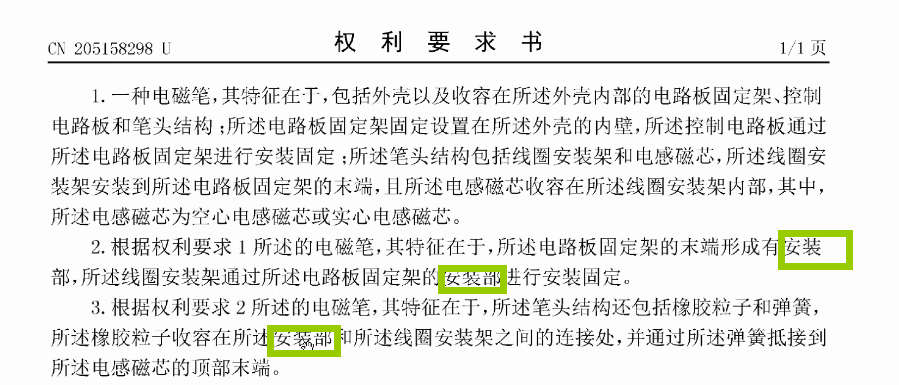 CN 205158298 U
权 利 要 求 书
1/1 页
1. 一种电磁笔,其特征在于,包括外壳以及收容在所述外壳内部的电路板固定架、控制
电路板和笔头结构;所述电路板固定架固定设置在所述外壳的内壁,所述控制电路板通过
所述电路板固定架进行安装固定;所述笔头结构包括线圈安装架和电感磁芯,所述线圈安
装架安装到所述电路板固定架的末端,且所述电感磁芯收容在所述线圈安装架内部,其中,
所述电感磁芯为空心电感磁芯或实心电感磁芯。
2. 根据权利要求 1 所述的电磁笔,其特征在于,所述电路板固定架的末端形成有安装
部,所述线圈安装架通过所述电路板固定架的安装部进行安装固定。
3. 根据权利要求 2 所述的电磁笔,其特征在于,所述笔头结构还包括橡胶粒子和弹簧,
所述橡胶粒子收容在所述安装部和所述线圈安装架之间的连接处,并通过所述弹簧抵接到
所述电感磁芯的顶部末端。